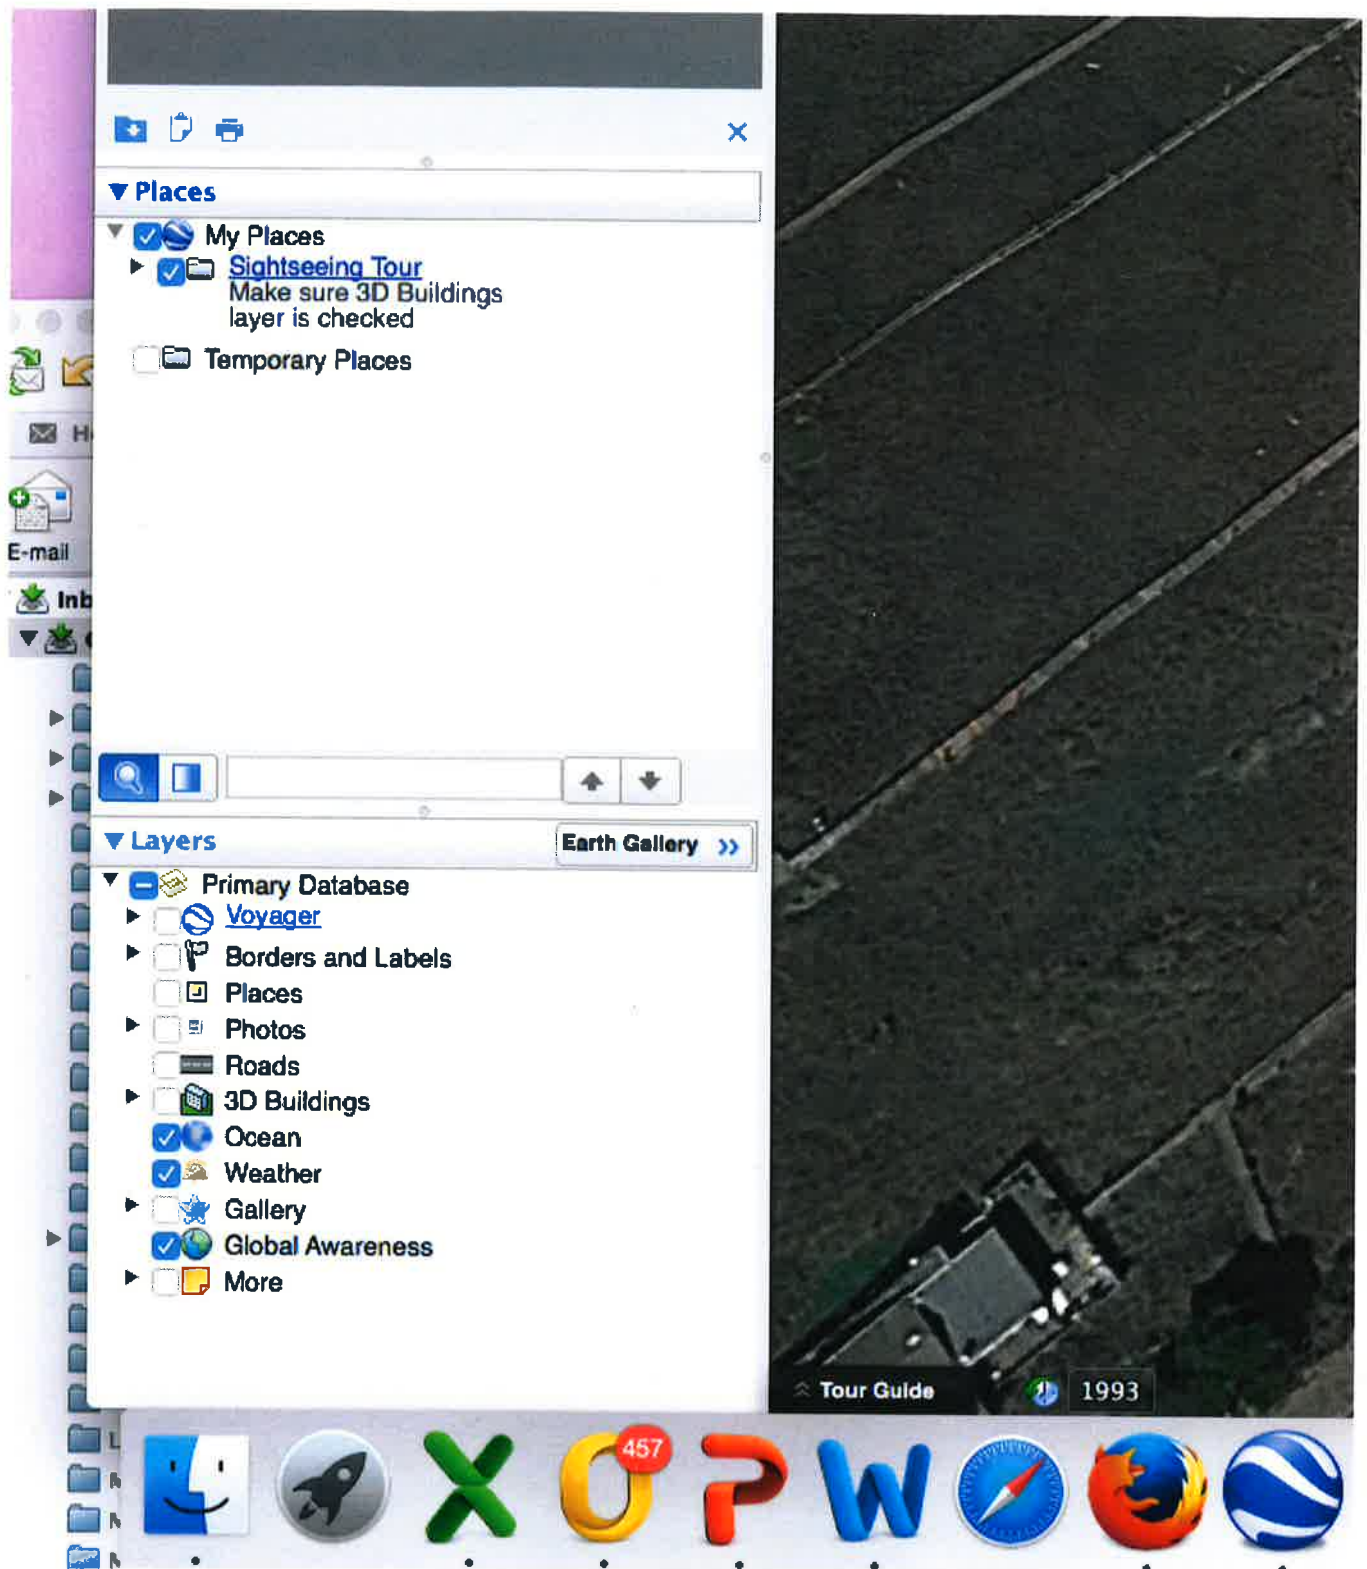 Places
My Places
Sightseeing Tour
Make sure 3D Buildings
layer is checked
Temporary Places
E-mail
Layers
Earth Gallery
Primary Database
Voyager
Borders and Labels
Places
Photos
Roads
3D Buildings
Ocean
Weather
Gallery
Global Awareness
More
Tour Guide
1993
457